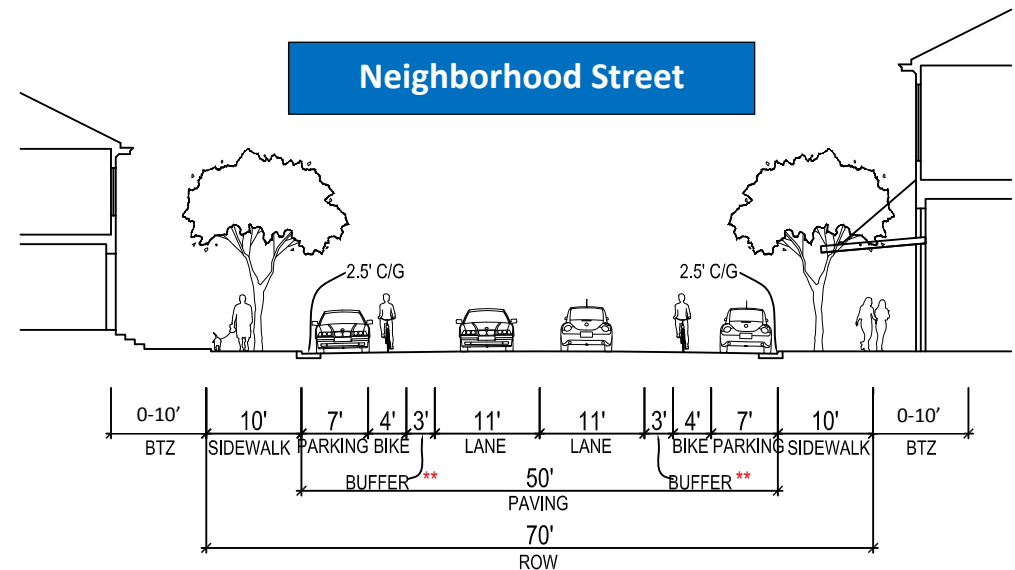 Neighborhood Street
2.5' C/G 2.5' C/G
0-10’ 10' 7' 4' 3' 11' 11' 3' 4' 7' 10' 0-10’
BTZ SIDEWALK PARKING BIKE LANE LANE BIKE PARKING SIDEWALK BTZ
BUFFER ** 50' BUFFER **
PAVING
70'
ROW